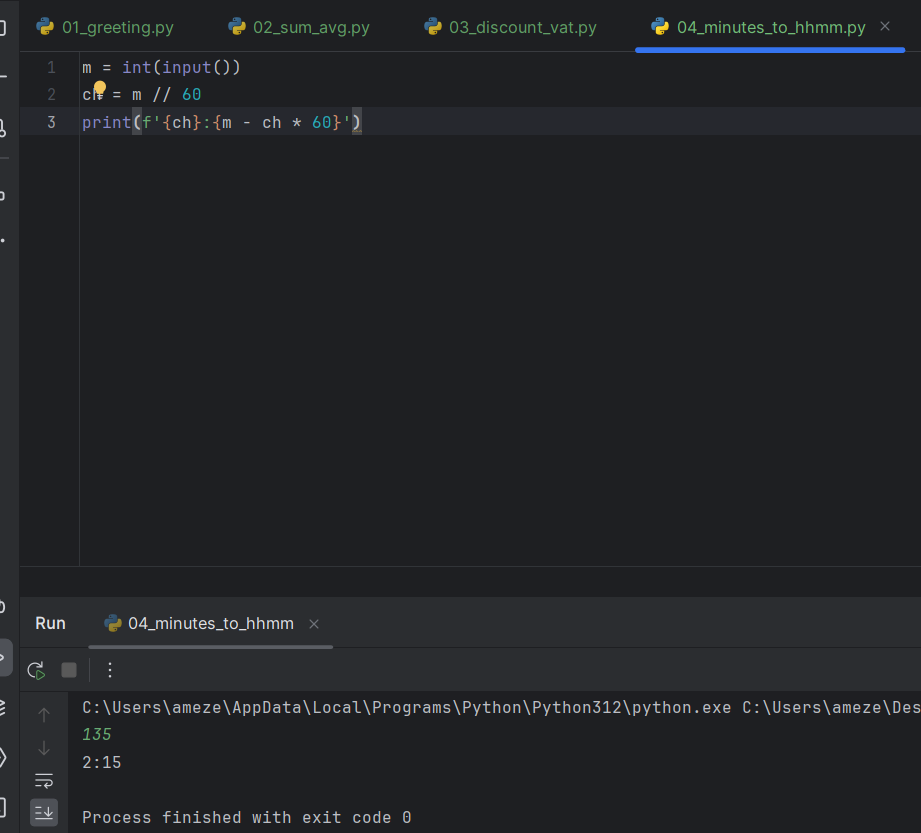 01_greeting.py 02_sum_avg.py 03_discount_vat.py 04_minutes_to_hhmm.py
1 m = int(input())
2 ch = m // 60
3 print(f'{ch}:{m - ch * 60}')
Run 04_minutes_to_hhmm
C:\Users\ameze\AppData\Local\Programs\Python\Python312\python.exe C:\Users\ameze\Des
135
2:15
Process finished with exit code 0